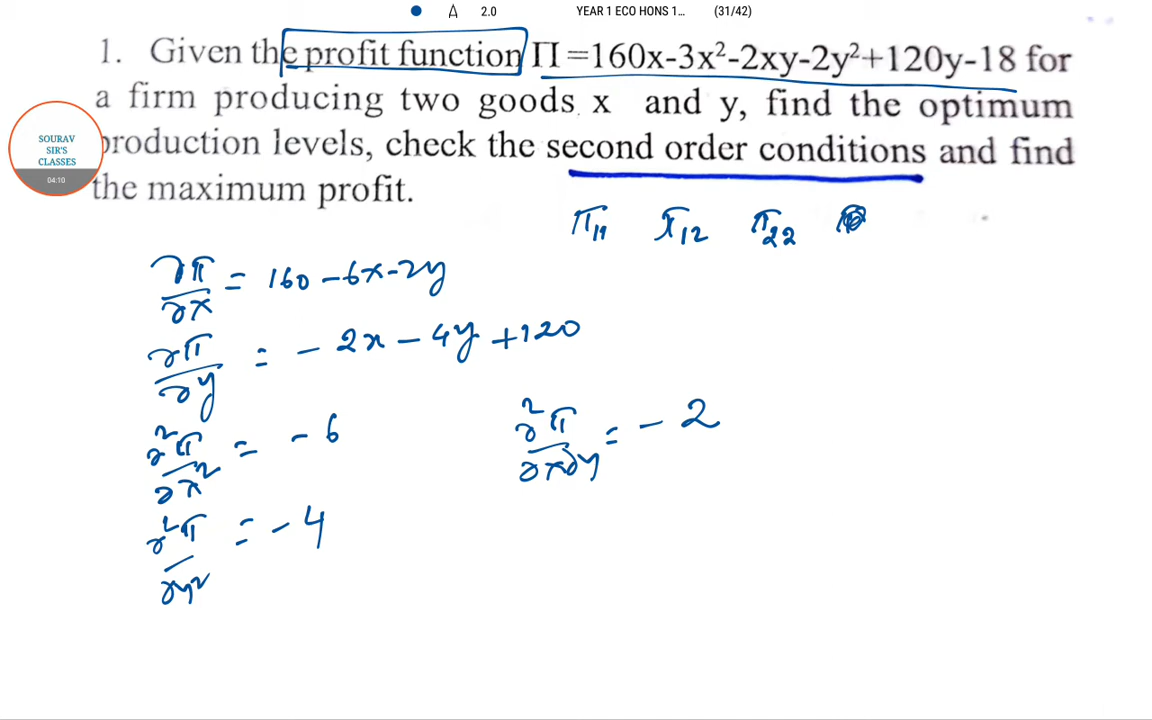 A 2.0 YEAR 1 ECO HONS 1... (31/42)
1. Given the profit function Π =160x-3x²-2xy-2y²+120y-18 for
a firm producing two goods x and y, find the optimum
production levels, check the second order conditions and find
the maximum profit.
SOURAV
SIR'S
CLASSES
04:10
π₁₁ π₁₂ π₂₂
∂π/∂x = 160 - 6x - 2y
∂π/∂y = - 2x - 4y + 120
∂²π/∂x² = - 6
∂²π/∂x∂y = - 2
∂²π/∂y² = - 4